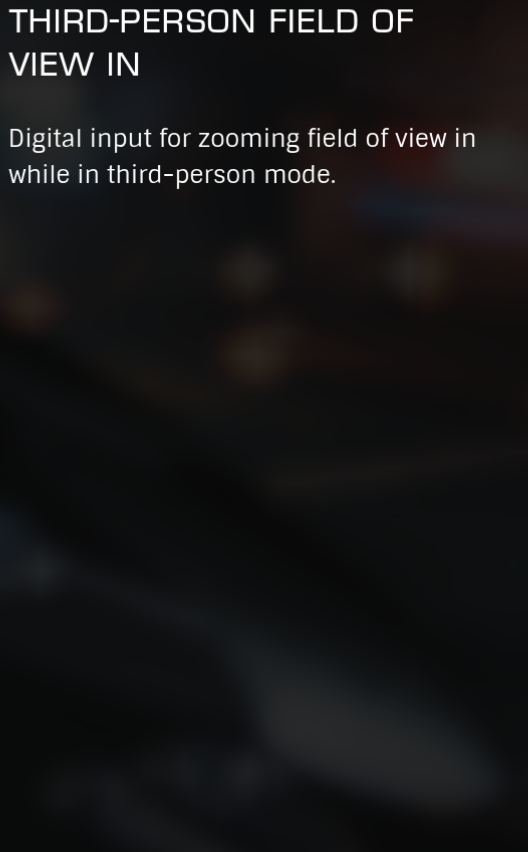 THIRD-PERSON FIELD OF
VIEW IN
Digital input for zooming field of view in
while in third-person mode.